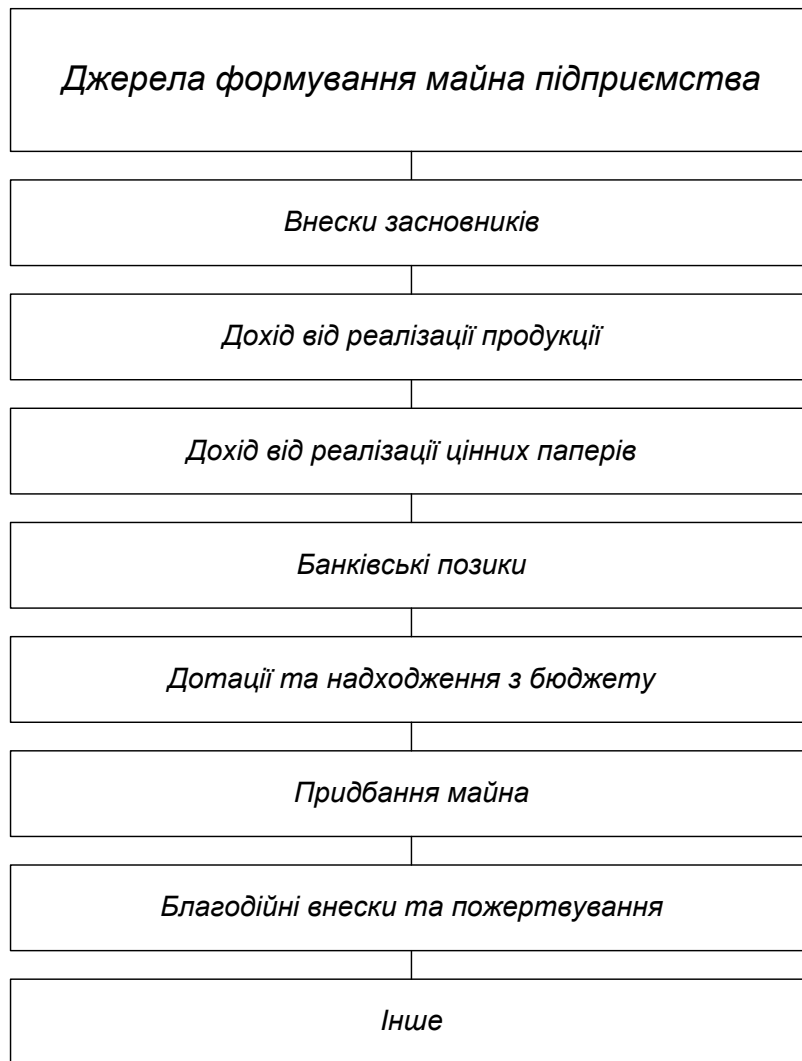 Джерела формування майна підприємства
Внески засновників
Дохід від реалізації продукції
Дохід від реалізації цінних паперів
Банківські позики
Дотації та надходження з бюджету
Придбання майна
Благодійні внески та пожертвування
Інше